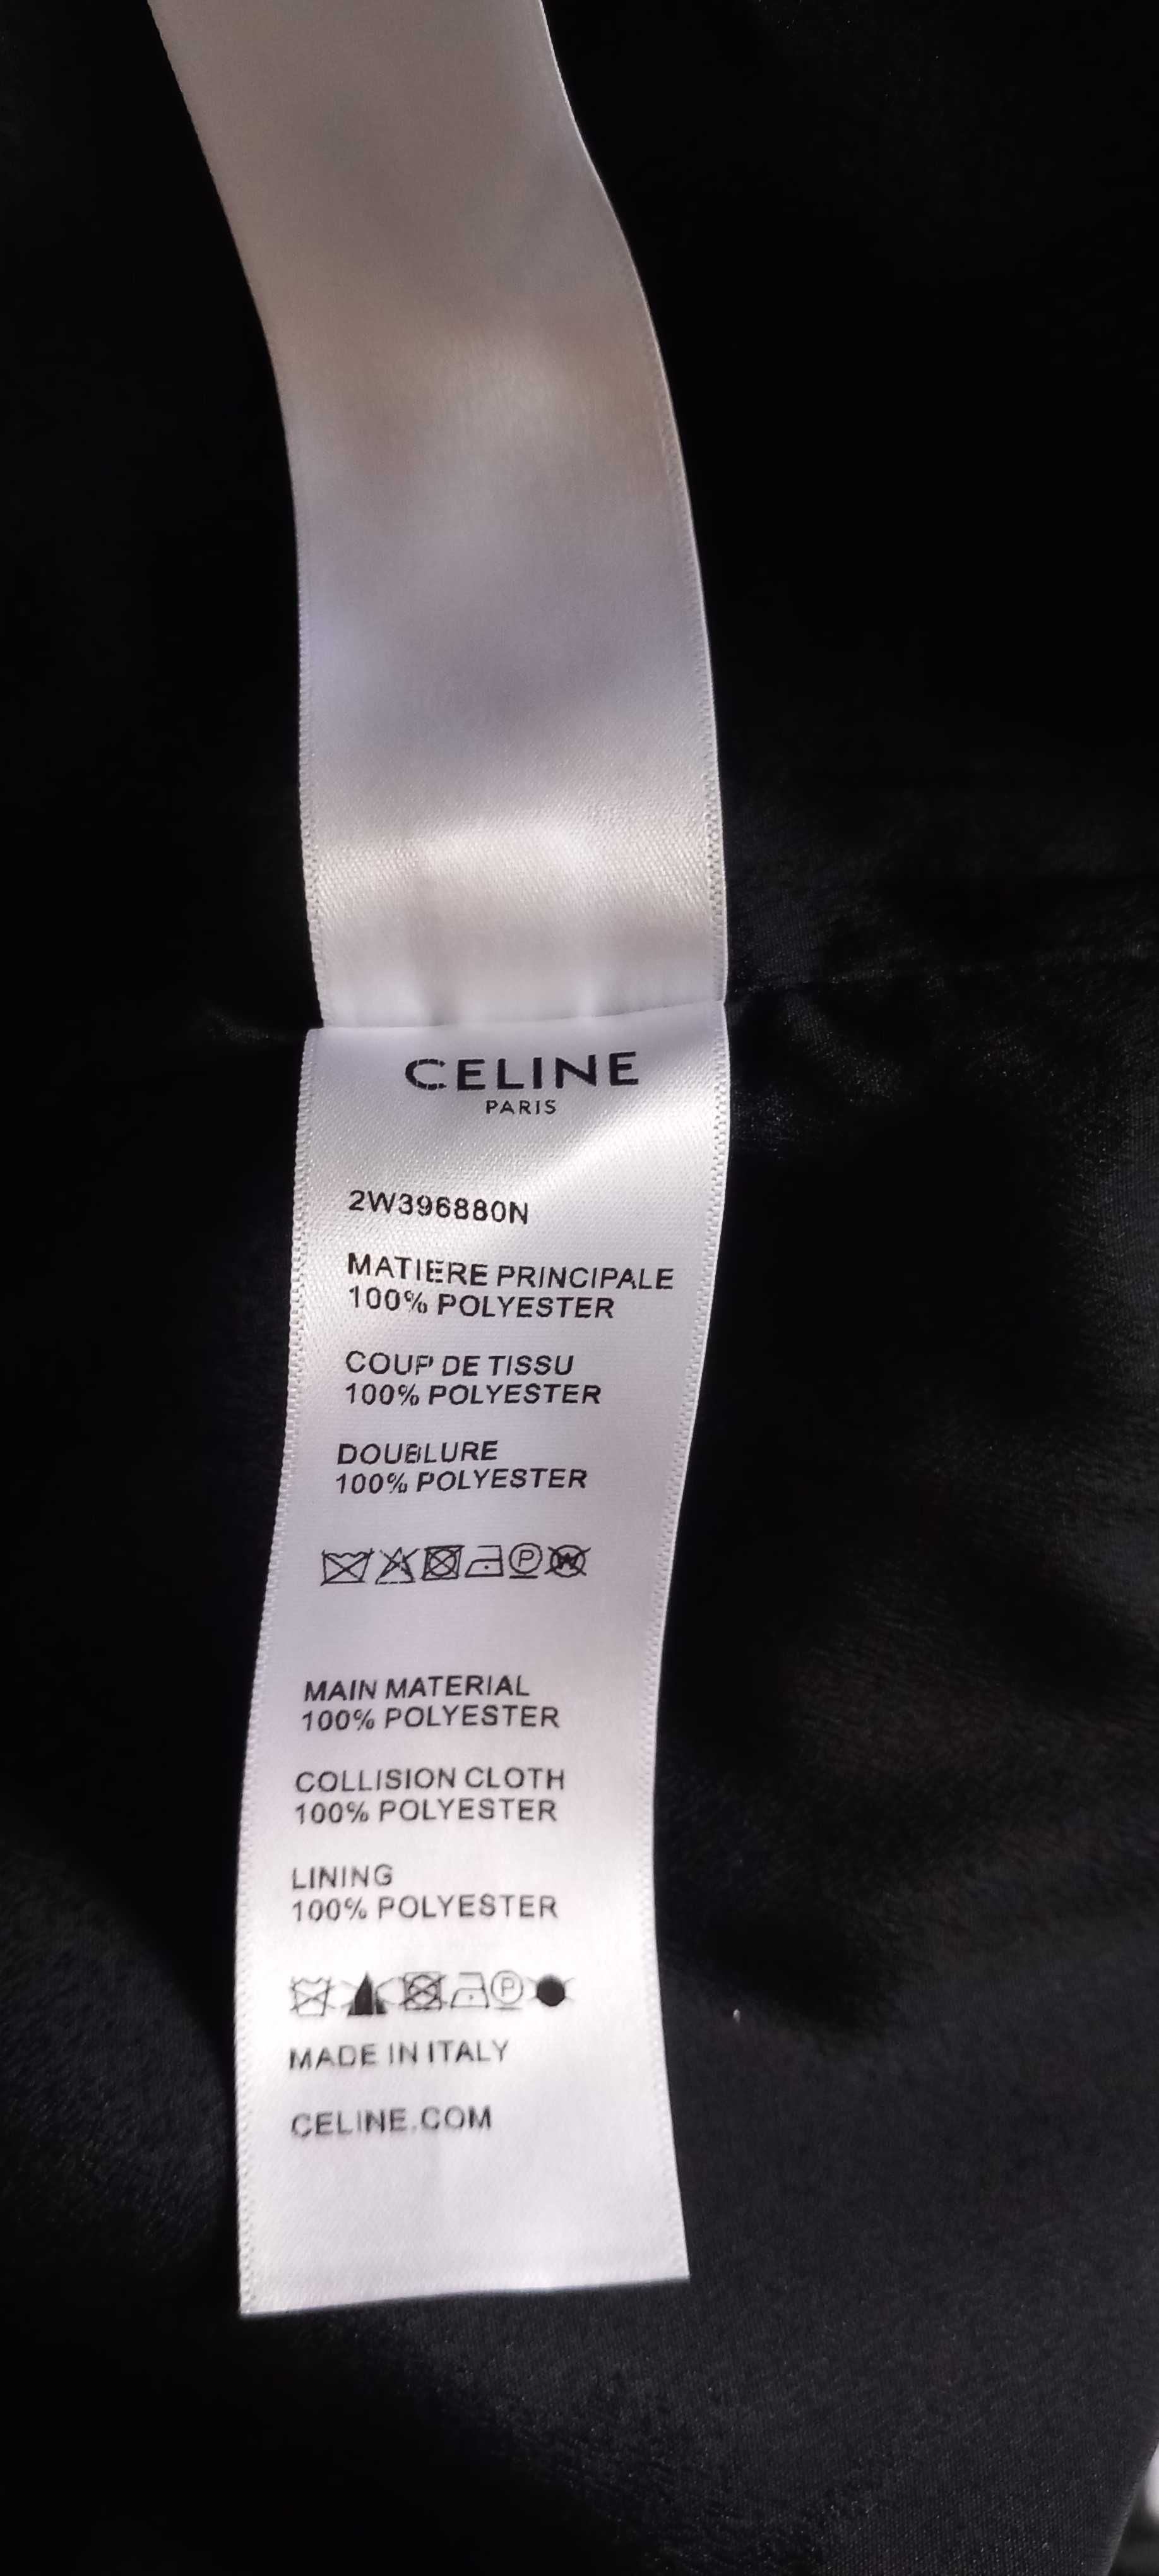 CELINE
PARIS
2W396880N
MATIERE PRINCIPALE
100% POLYESTER
COUP DE TISSU
100% POLYESTER
DOUBLURE
100% POLYESTER
P W
MAIN MATERIAL
100% POLYESTER
COLLISION CLOTH
100% POLYESTER
LINING
100% POLYESTER
P
MADE IN ITALY
CELINE.COM